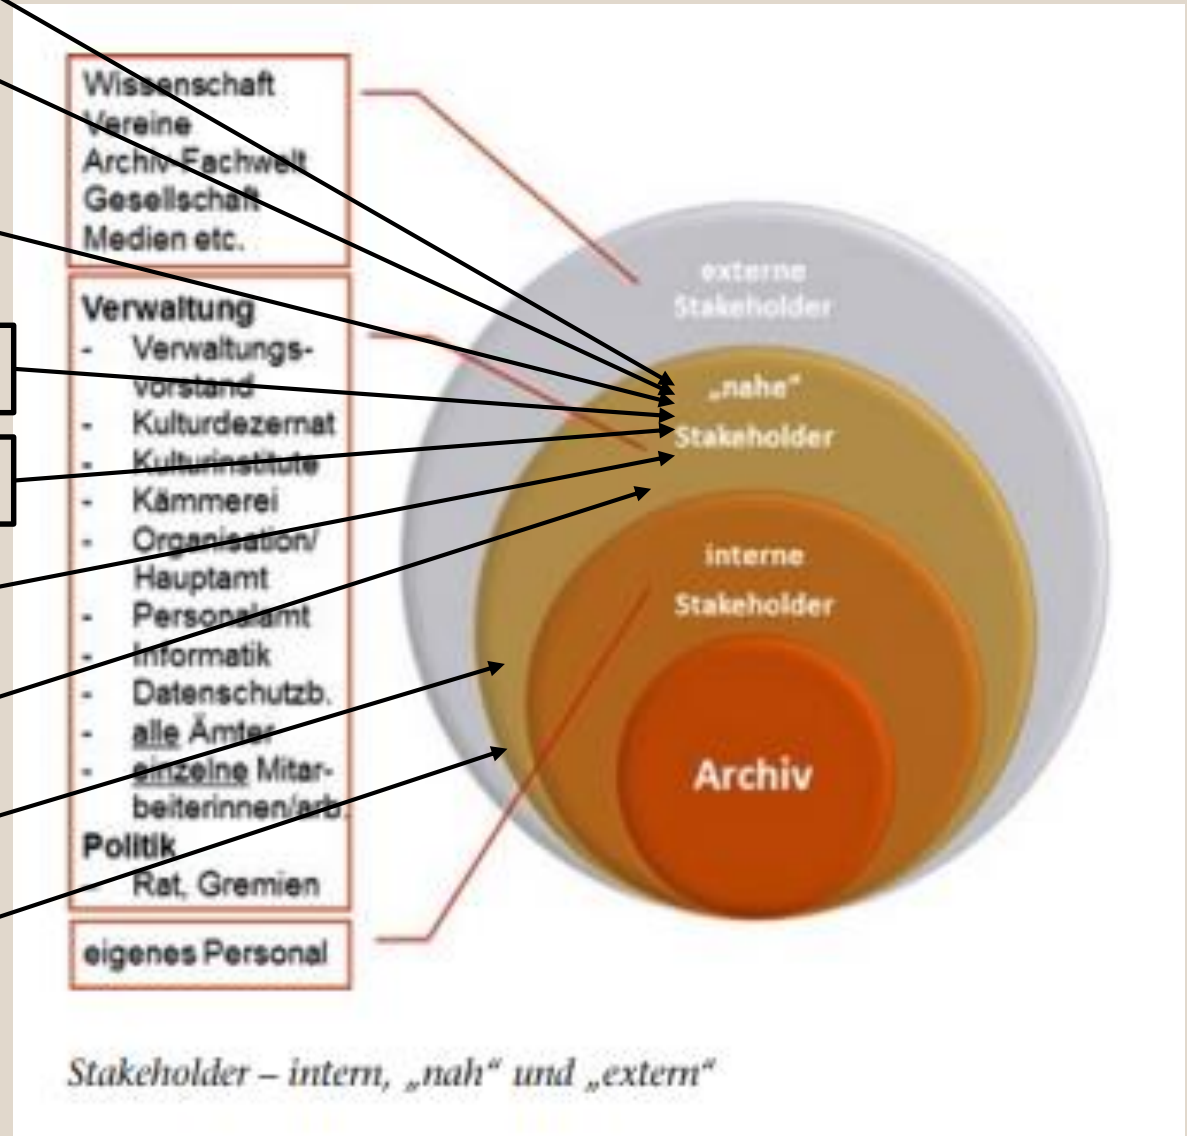 Wissenschaft
Vereine
Archiv-Fachwelt
Gesellschaft
Medien etc.
Verwaltung
- Verwaltungs-
vorstand
- Kulturdezernat
- Kulturinstitute
- Kämmerei
- Organisation/
Hauptamt
- Personalamt
- Informatik
- Datenschutzb.
- alle Ämter
- einzelne Mitar-
beiterinnen/arb.
Politik
- Rat, Gremien
eigenes Personal
externe
Stakeholder
„nahe“
Stakeholder
interne
Stakeholder
Archiv
Stakeholder – intern, „nah“ und „extern“